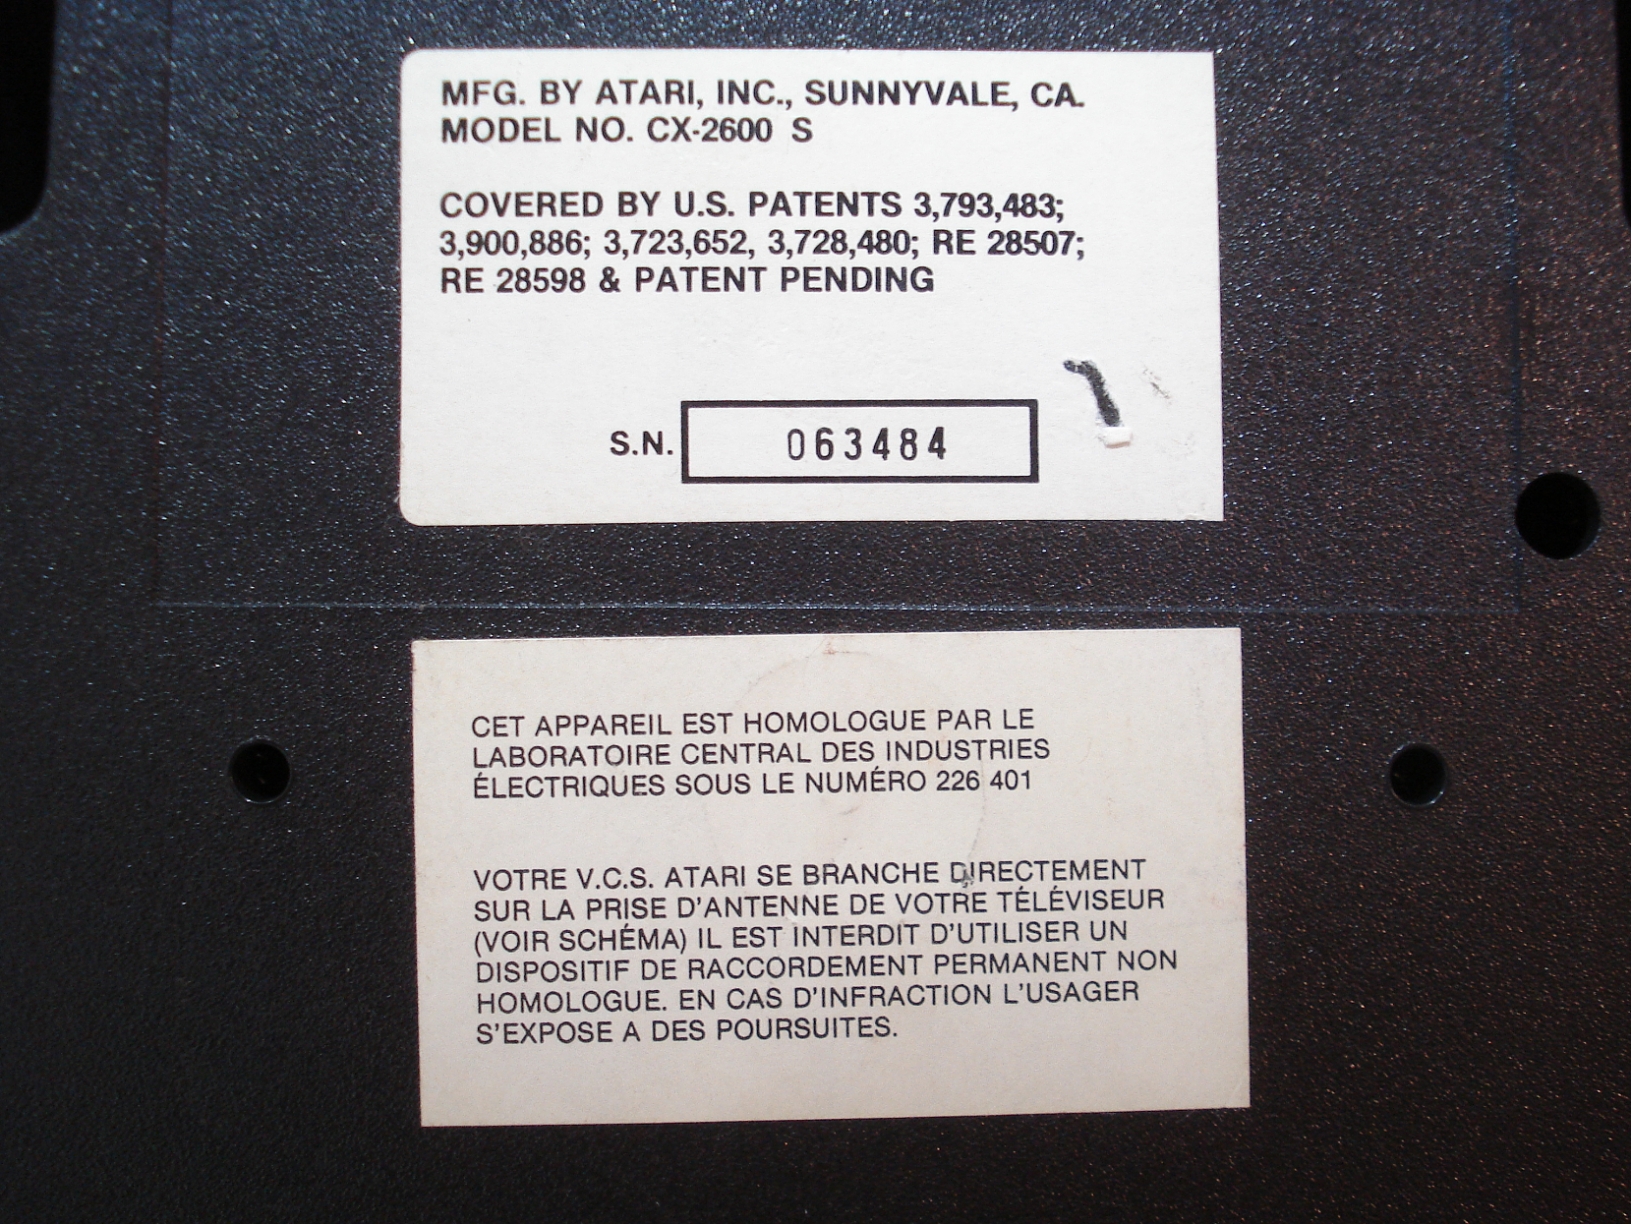 MFG. BY ATARI, INC., SUNNYVALE, CA.
MODEL NO. CX-2600 S
COVERED BY U.S. PATENTS 3,793,483;
3,900,886; 3,723,652, 3,728,480; RE 28507;
RE 28598 & PATENT PENDING
S.N. 063484
CET APPAREIL EST HOMOLOGUE PAR LE
LABORATOIRE CENTRAL DES INDUSTRIES
ÉLECTRIQUES SOUS LE NUMÉRO 226 401
VOTRE V.C.S. ATARI SE BRANCHE DIRECTEMENT
SUR LA PRISE D'ANTENNE DE VOTRE TÉLÉVISEUR
(VOIR SCHÉMA) IL EST INTERDIT D'UTILISER UN
DISPOSITIF DE RACCORDEMENT PERMANENT NON
HOMOLOGUE. EN CAS D'INFRACTION L'USAGER
S'EXPOSE A DES POURSUITES.